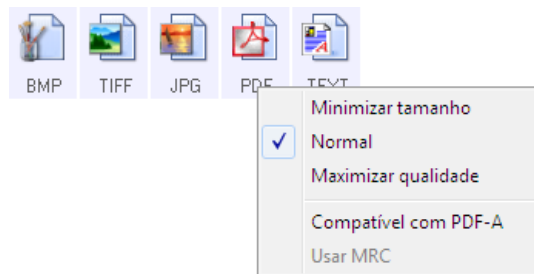 BMP TIFF JPG PDF TEXT
Minimizar tamanho
Normal
Maximizar qualidade
Compatível com PDF-A
Usar MRC